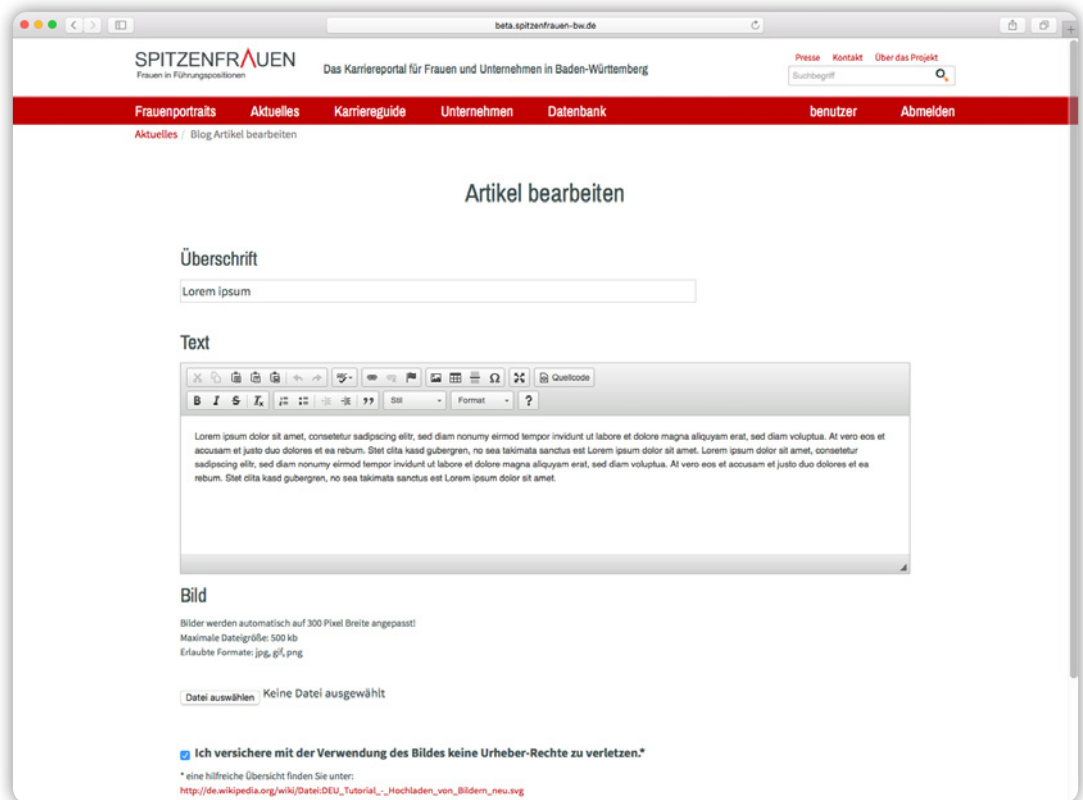 beta.spitzenfrauen-bw.de
SPITZENFRAUEN
Frauen in Führungspositionen
Das Karriereportal für Frauen und Unternehmen in Baden-Württemberg
Presse Kontakt Über das Projekt
Suchbegriff
Frauenportraits Aktuelles Karriereguide Unternehmen Datenbank benutzer Abmelden
Aktuelles / Blog Artikel bearbeiten
Artikel bearbeiten
Überschrift
Lorem ipsum
Text
Quellcode
B I S Tx Stil Format ?
Lorem ipsum dolor sit amet, consetetur sadipscing elitr, sed diam nonumy eirmod tempor invidunt ut labore et dolore magna aliquyam erat, sed diam voluptua. At vero eos et
accusam et justo duo dolores et ea rebum. Stet clita kasd gubergren, no sea takimata sanctus est Lorem ipsum dolor sit amet. Lorem ipsum dolor sit amet, consetetur
sadipscing elitr, sed diam nonumy eirmod tempor invidunt ut labore et dolore magna aliquyam erat, sed diam voluptua. At vero eos et accusam et justo duo dolores et ea
rebum. Stet clita kasd gubergren, no sea takimata sanctus est Lorem ipsum dolor sit amet.
Bild
Bilder werden automatisch auf 300 Pixel Breite angepasst!
Maximale Dateigröße: 500 kb
Erlaubte Formate: jpg, gif, png
Datei auswählen Keine Datei ausgewählt
Ich versichere mit der Verwendung des Bildes keine Urheber-Rechte zu verletzen.*
* eine hilfreiche Übersicht finden Sie unter:
http://de.wikipedia.org/wiki/Datei:DEU_Tutorial_-_Hochladen_von_Bildern_neu.svg